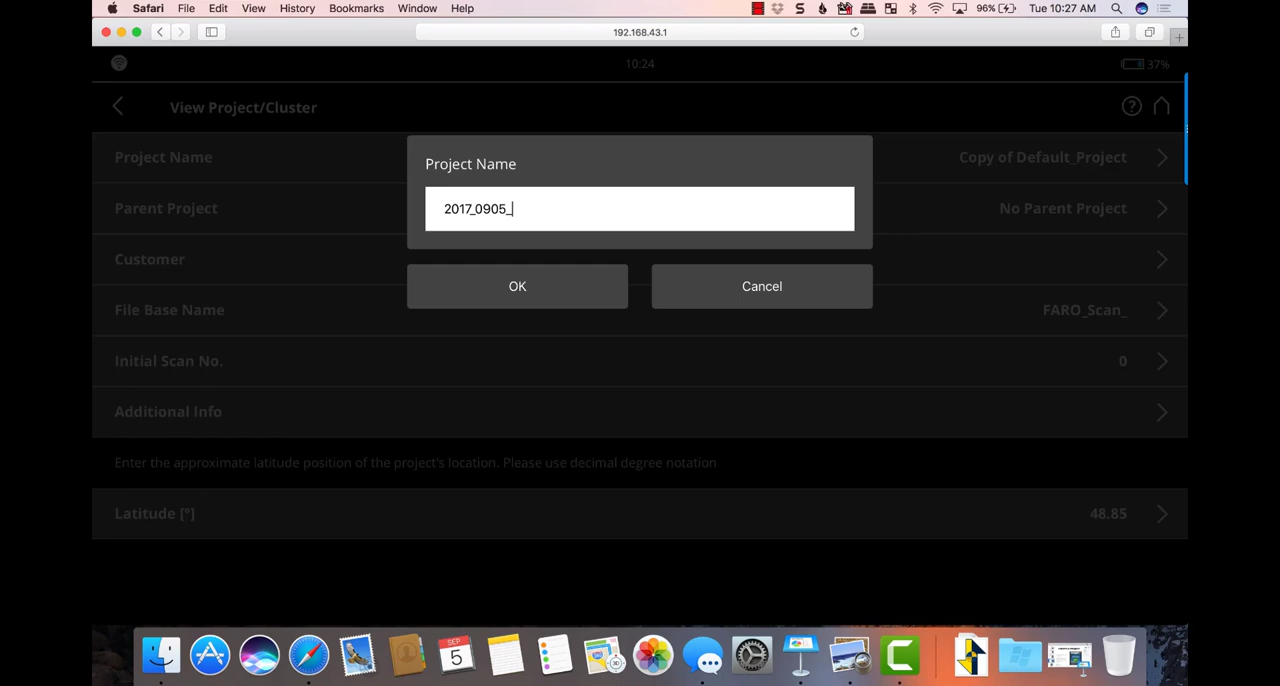 Safari File Edit View History Bookmarks Window Help 96% Tue 10:27 AM
192.168.43.1
10:24 37%
View Project/Cluster
Project Name Copy of Default_Project
Project Name
2017_0905_
Parent Project No Parent Project
Customer
OK Cancel
File Base Name FARO_Scan_
Initial Scan No. 0
Additional Info
Enter the approximate latitude position of the project's location. Please use decimal degree notation
Latitude [°] 48.85
SEP
5